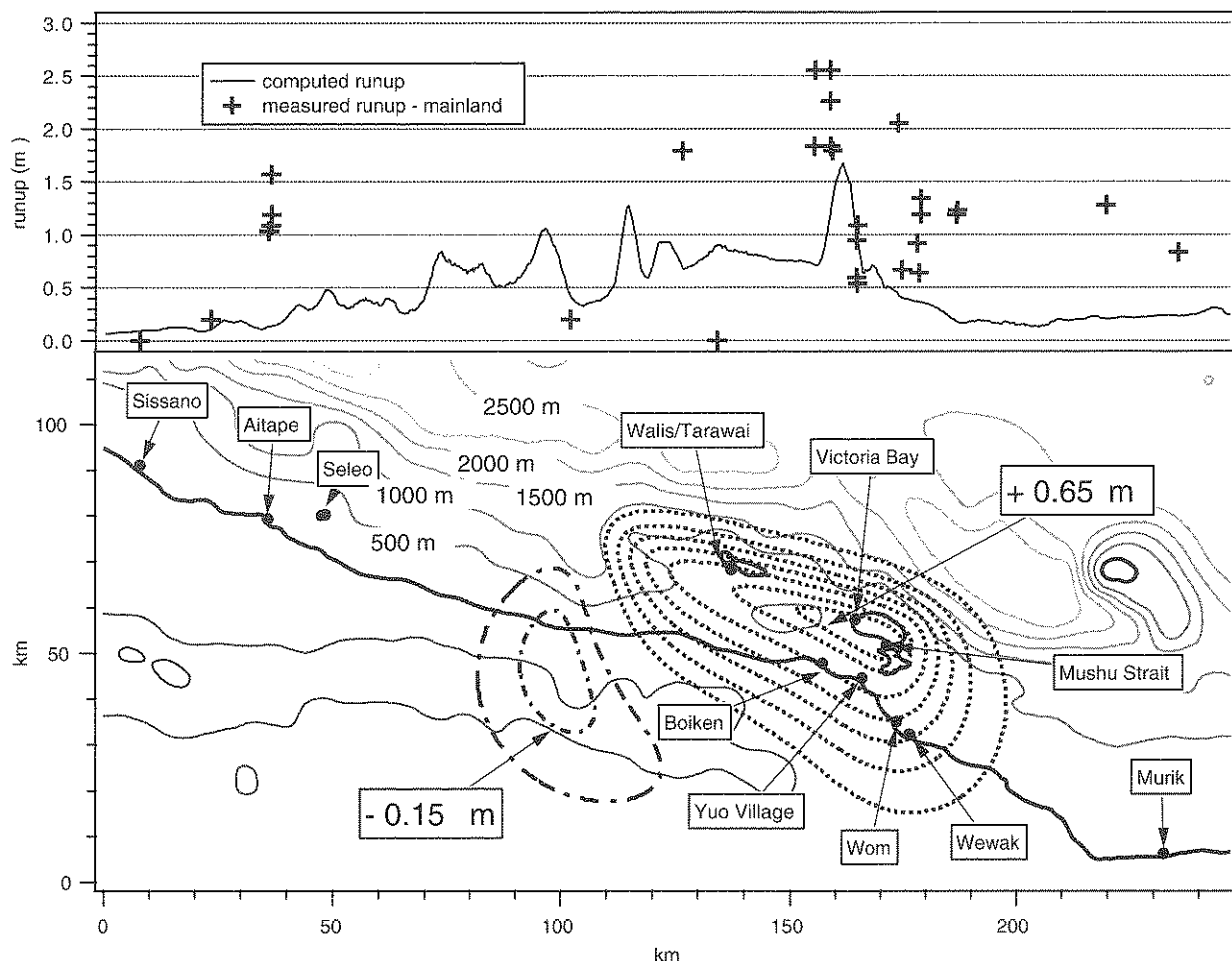 3.0
2.5
2.0
1.5
1.0
0.5
0.0
runup (m)
computed runup
measured runup - mainland
Sissano
Aitape
Seleo
2500 m
2000 m
1000 m
1500 m
500 m
Walis/Tarawai
Victoria Bay
+ 0.65 m
Mushu Strait
Boiken
- 0.15 m
Yuo Village
Wom
Wewak
Murik
100
50
0
km
0
50
100
150
200
km